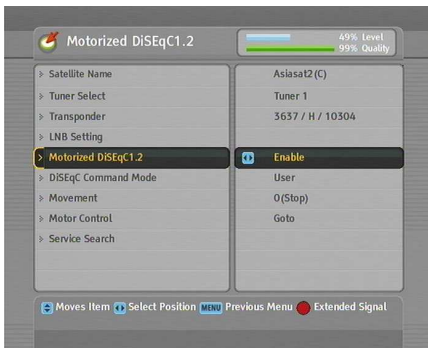 Motorized DiSEqC1.2
49% Level
99% Quality
Satellite Name Asiasat2(C)
Tuner Select Tuner 1
Transponder 3637 / H / 10304
LNB Setting
Motorized DiSEqC1.2 Enable
DiSEqC Command Mode User
Movement 0(Stop)
Motor Control Goto
Service Search
Moves Item Select Position MENU Previous Menu Extended Signal